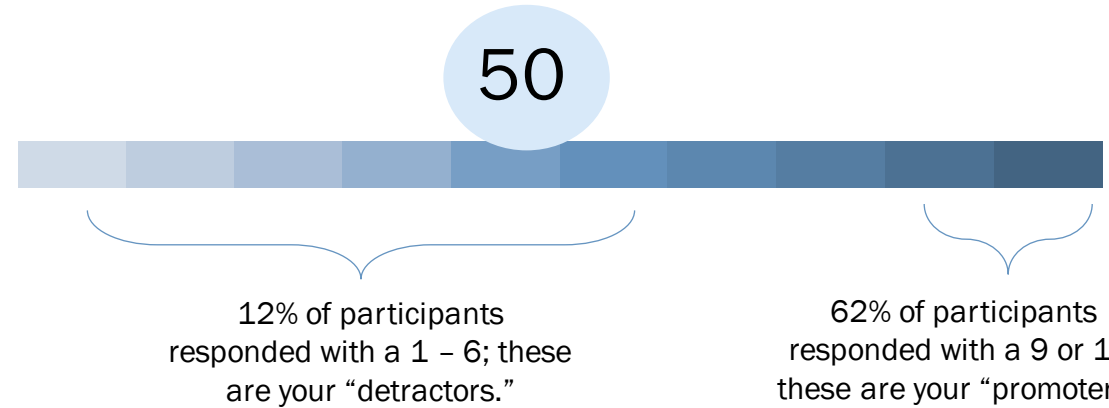 50
12% of participants
responded with a 1 – 6; these
are your “detractors.”
62% of participants
responded with a 9 or 1
these are your “promoter